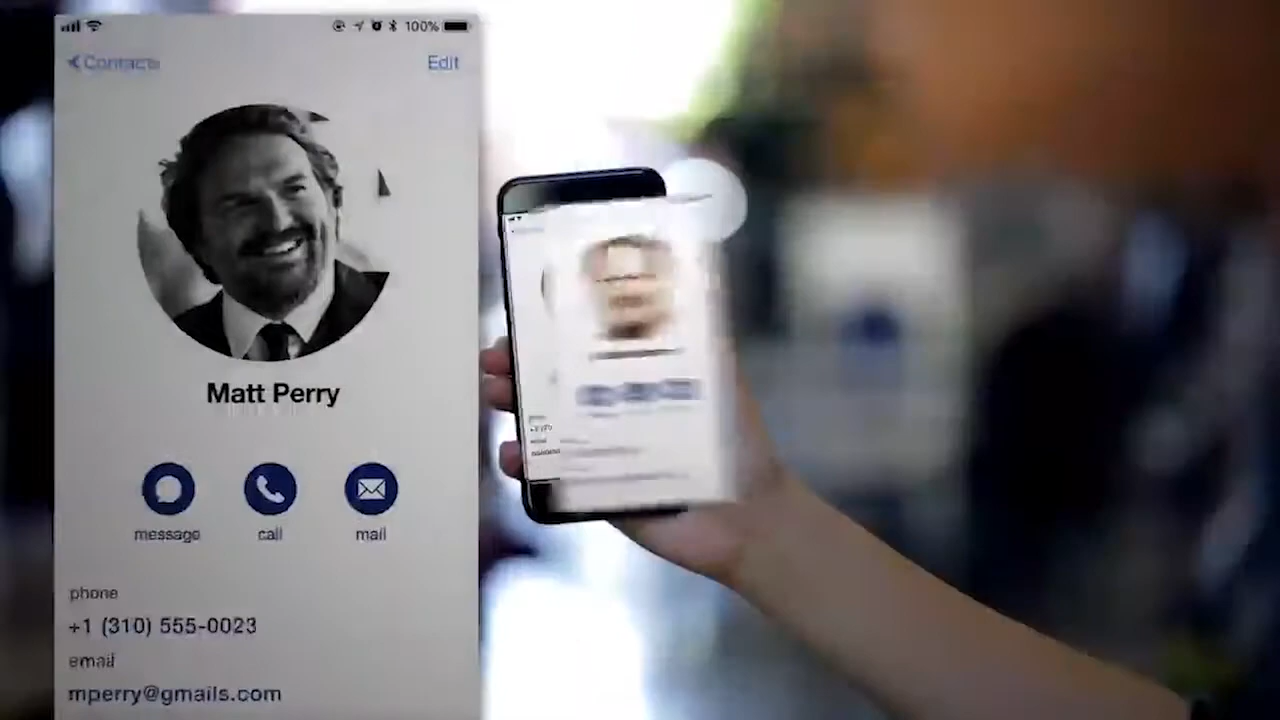 100%
Contacts
Edit
Matt Perry
message
call
mail
phone
+1 (310) 555-0023
email
mperry@gmails.com